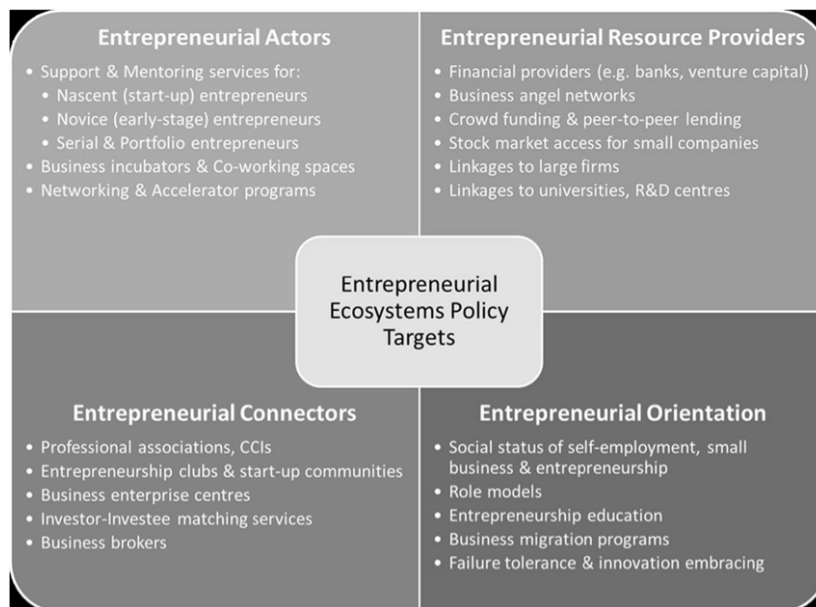 Entrepreneurial Actors
• Support & Mentoring services for:
• Nascent (start-up) entrepreneurs
• Novice (early-stage) entrepreneurs
• Serial & Portfolio entrepreneurs
• Business incubators & Co-working spaces
• Networking & Accelerator programs
Entrepreneurial Resource Providers
• Financial providers (e.g. banks, venture capital)
• Business angel networks
• Crowd funding & peer-to-peer lending
• Stock market access for small companies
• Linkages to large firms
• Linkages to universities, R&D centres
Entrepreneurial
Ecosystems Policy
Targets
Entrepreneurial Connectors
• Professional associations, CCIs
• Entrepreneurship clubs & start-up communities
• Business enterprise centres
• Investor-Investee matching services
• Business brokers
Entrepreneurial Orientation
• Social status of self-employment, small
business & entrepreneurship
• Role models
• Entrepreneurship education
• Business migration programs
• Failure tolerance & innovation embracing